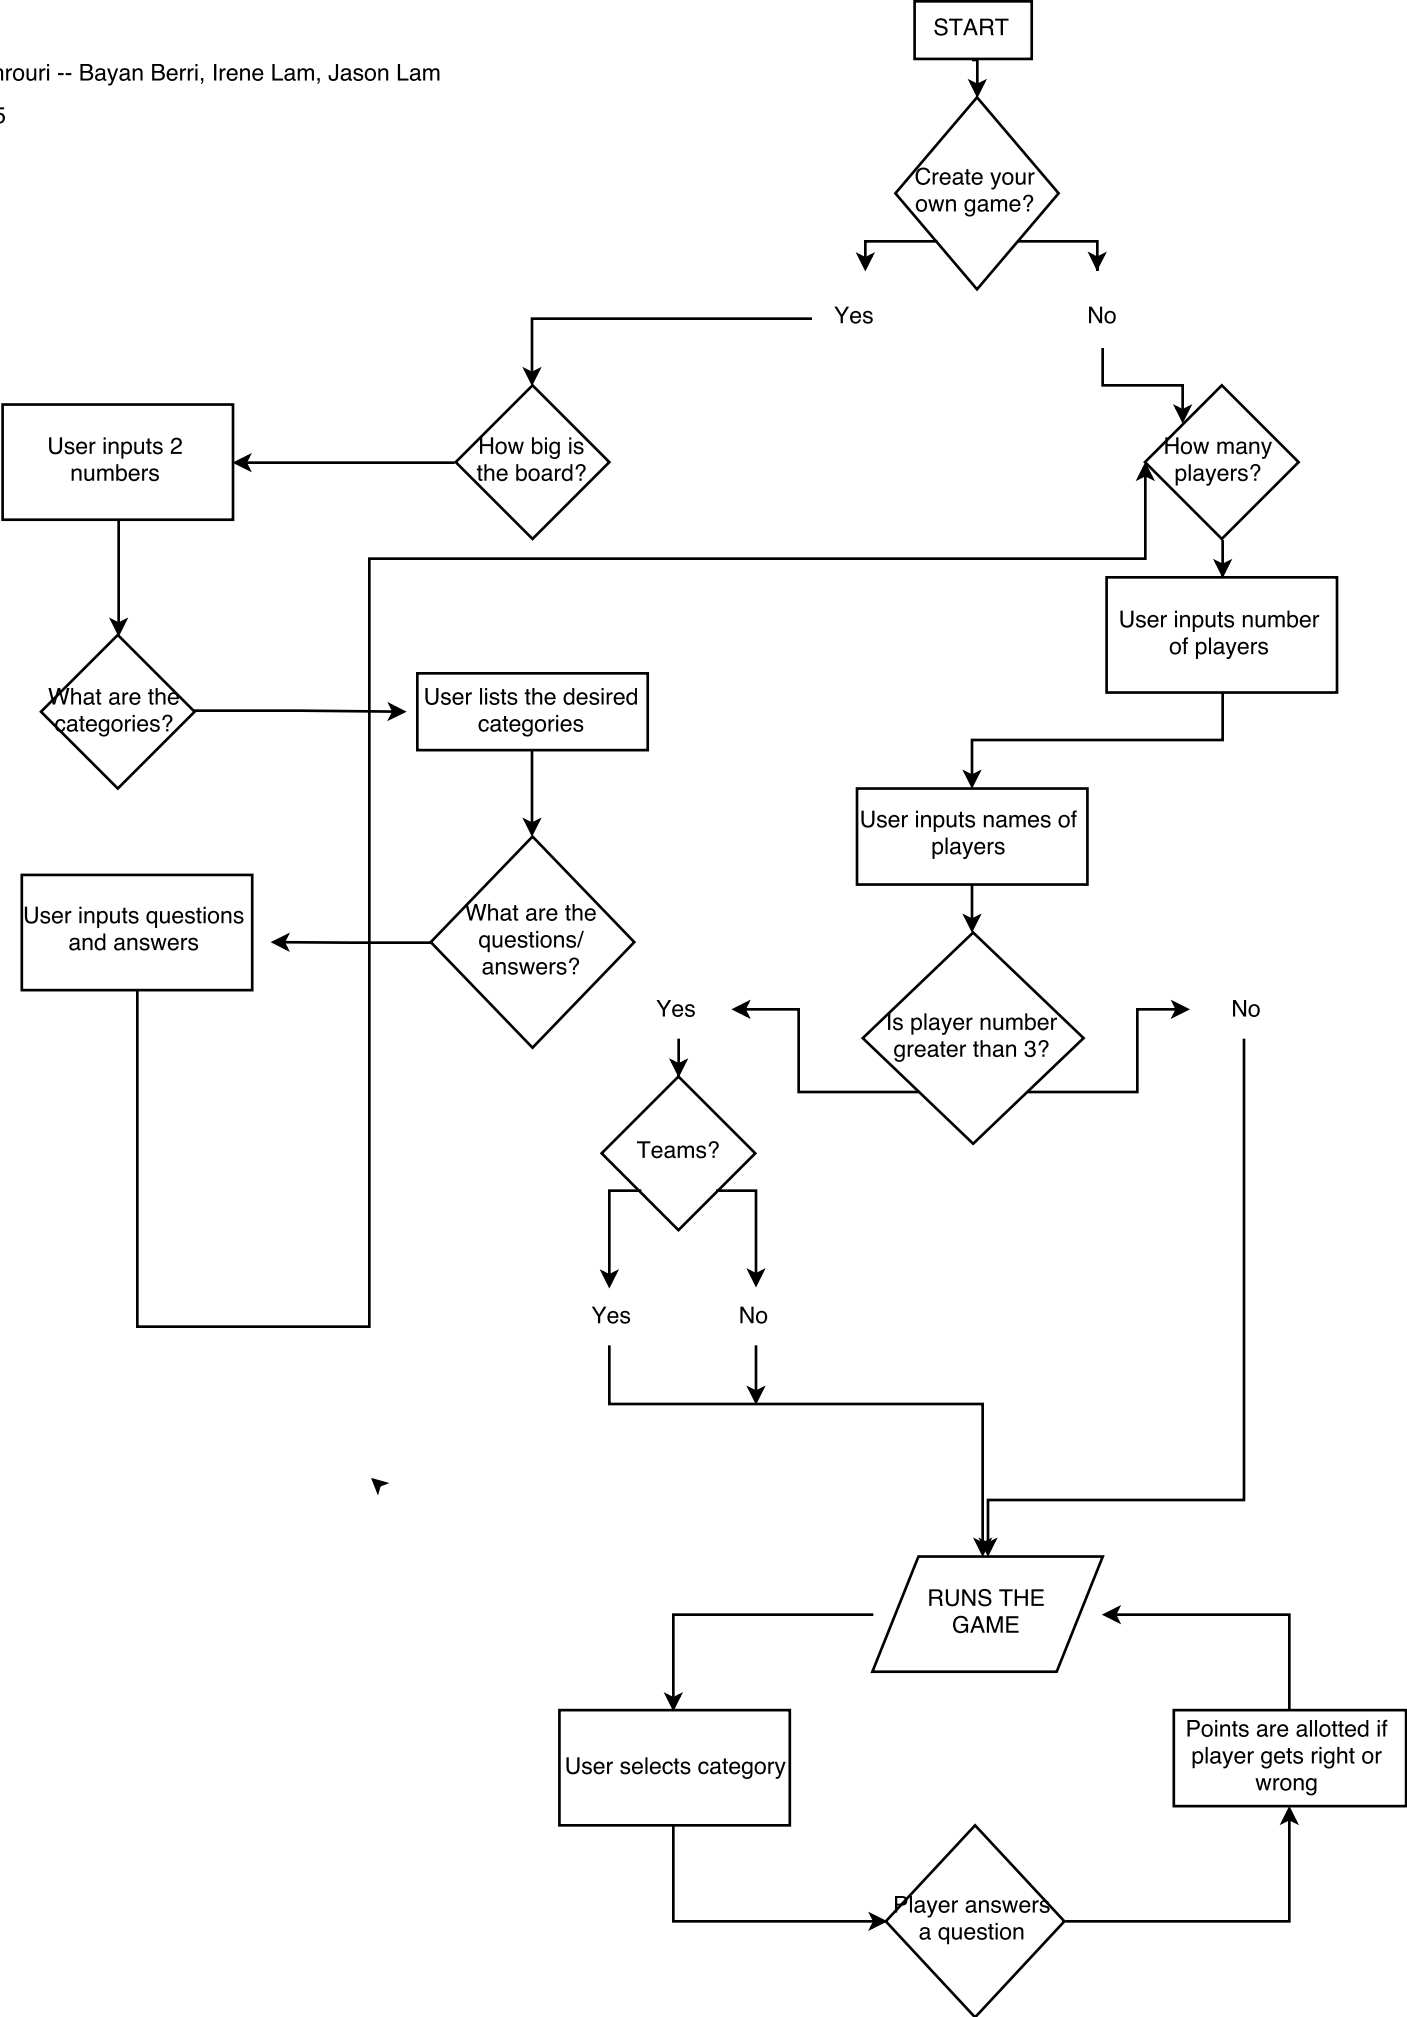 START
-- Bayan Berri, Irene Lam, Jason Lam
5
Create your
own game?
Yes
No
User inputs 2
numbers
How big is
the board?
How many
players?
User inputs number
of players
What are the
categories?
User lists the desired
categories
User inputs names of
players
User inputs questions
and answers
What are the
questions/
answers?
Yes
Is player number
greater than 3?
No
Teams?
Yes
No
RUNS THE
GAME
User selects category
Points are allotted if
player gets right or
wrong
Player answers
a question